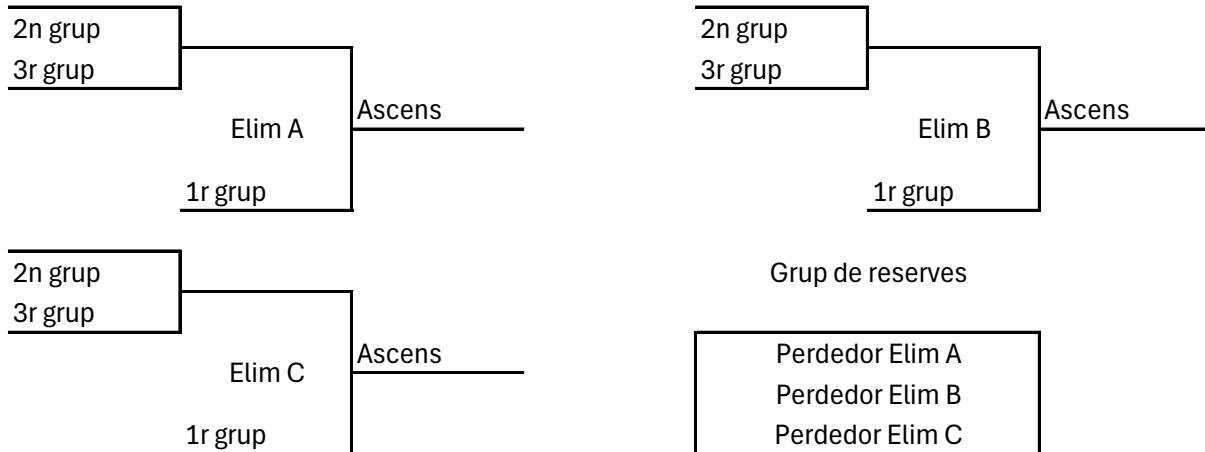 2n grup
3r grup
Elim A
Ascens
1r grup
2n grup
3r grup
Elim B
Ascens
1r grup
2n grup
3r grup
Elim C
Ascens
1r grup
Grup de reserves
Perdedor Elim A
Perdedor Elim B
Perdedor Elim C